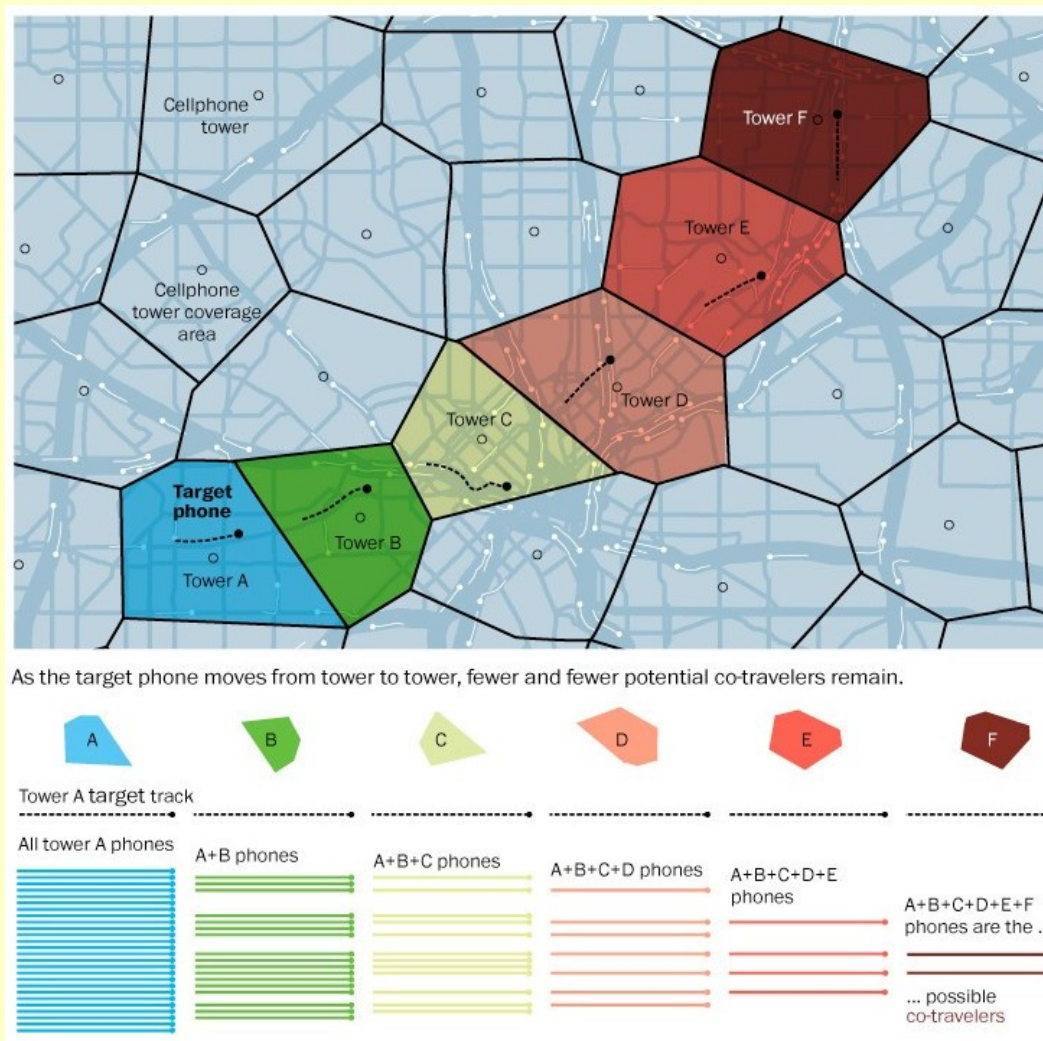 Cellphone
tower
Tower F
Tower E
Cellphone
tower coverage
area
Tower D
Tower C
Target
phone
Tower B
Tower A
As the target phone moves from tower to tower, fewer and fewer potential co-travelers remain.
A
B
C
D
E
F
Tower A target track
All tower A phones
A+B phones
A+B+C phones
A+B+C+D phones
A+B+C+D+E
phones
A+B+C+D+E+F
phones are the .
... possible
co-travelers